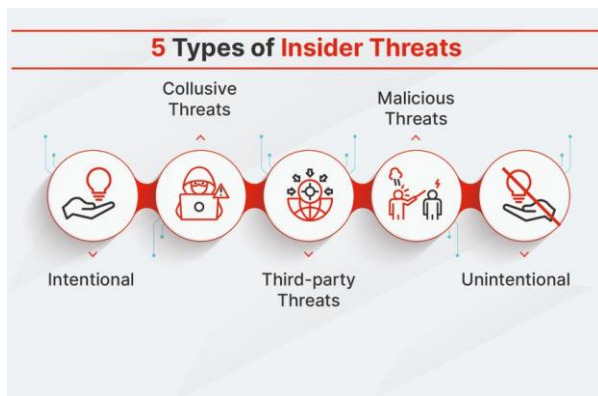 5 Types of Insider Threats
Collusive
Threats
Malicious
Threats
Intentional
Third-party
Threats
Unintentional